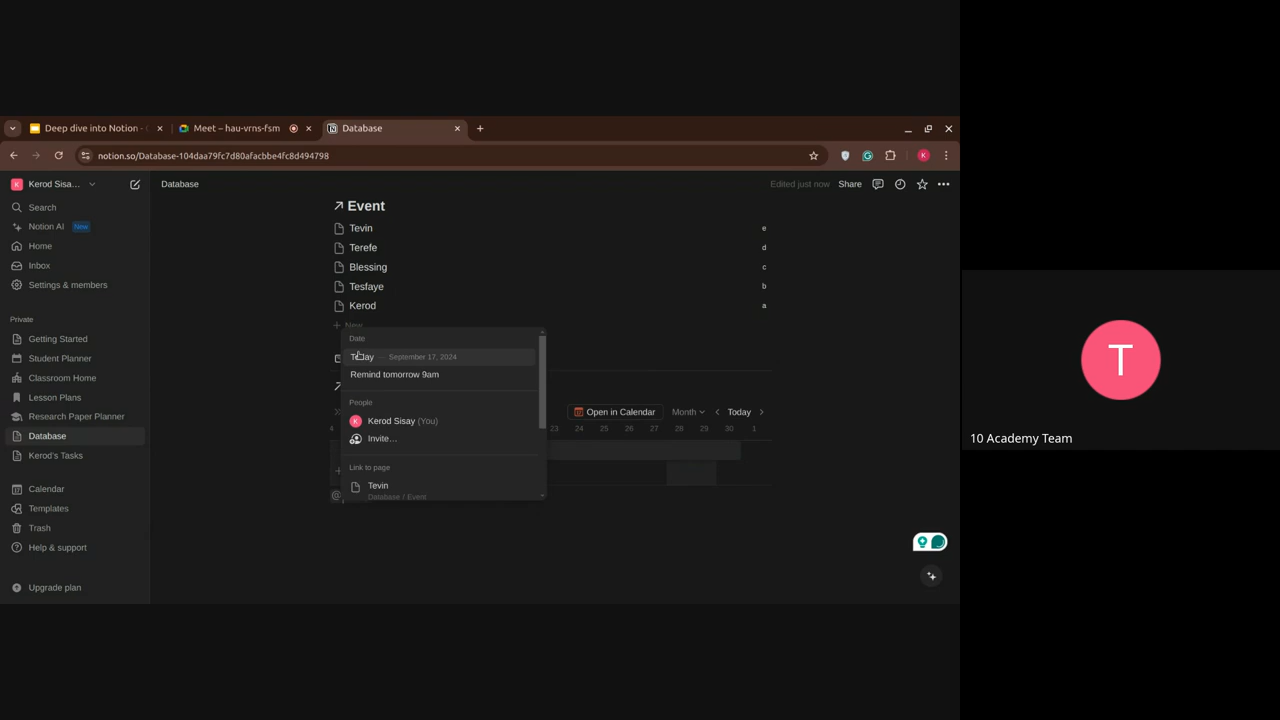 Deep dive into Notion -
Meet – hau-vrns-fsm
Database
notion.so/Database-104daa79fc7d80afacbbe4fc8d494798
K
K
Kerod Sisa…
Database
Edited just now
Share
Search
Notion AI
New
Home
Inbox
Settings & members
Private
Getting Started
Student Planner
Classroom Home
Lesson Plans
Research Paper Planner
Database
Kerod's Tasks
Calendar
Templates
Trash
Help & support
Upgrade plan
Event
Tevin e
Terefe d
Blessing c
Tesfaye b
Kerod a
New
Date
Today — September 17, 2024
Remind tomorrow 9am
People
K
Kerod Sisay (You)
Invite…
Link to page
Tevin
Database / Event
Open in Calendar
Month
Today
23 24 25 26 27 28 29 30 1
@
T
10 Academy Team